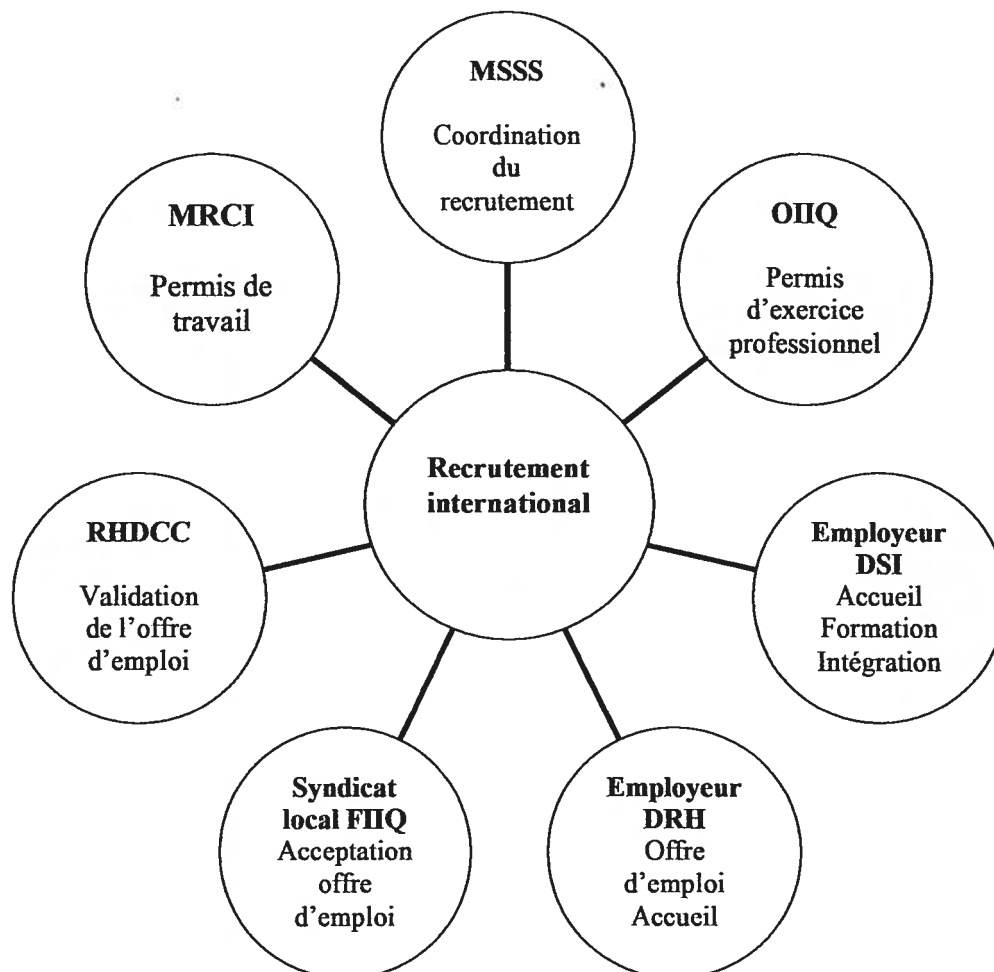 MSSS
Coordination
du
recrutement
MRCI
Permis de
travail
OIIQ
Permis
d'exercice
professionnel
Recrutement
international
RHDCC
Validation
de l'offre
d'emploi
Employeur
DSI
Accueil
Formation
Intégration
Syndicat
local FIIQ
Acceptation
offre
d'emploi
Employeur
DRH
Offre
d'emploi
Accueil